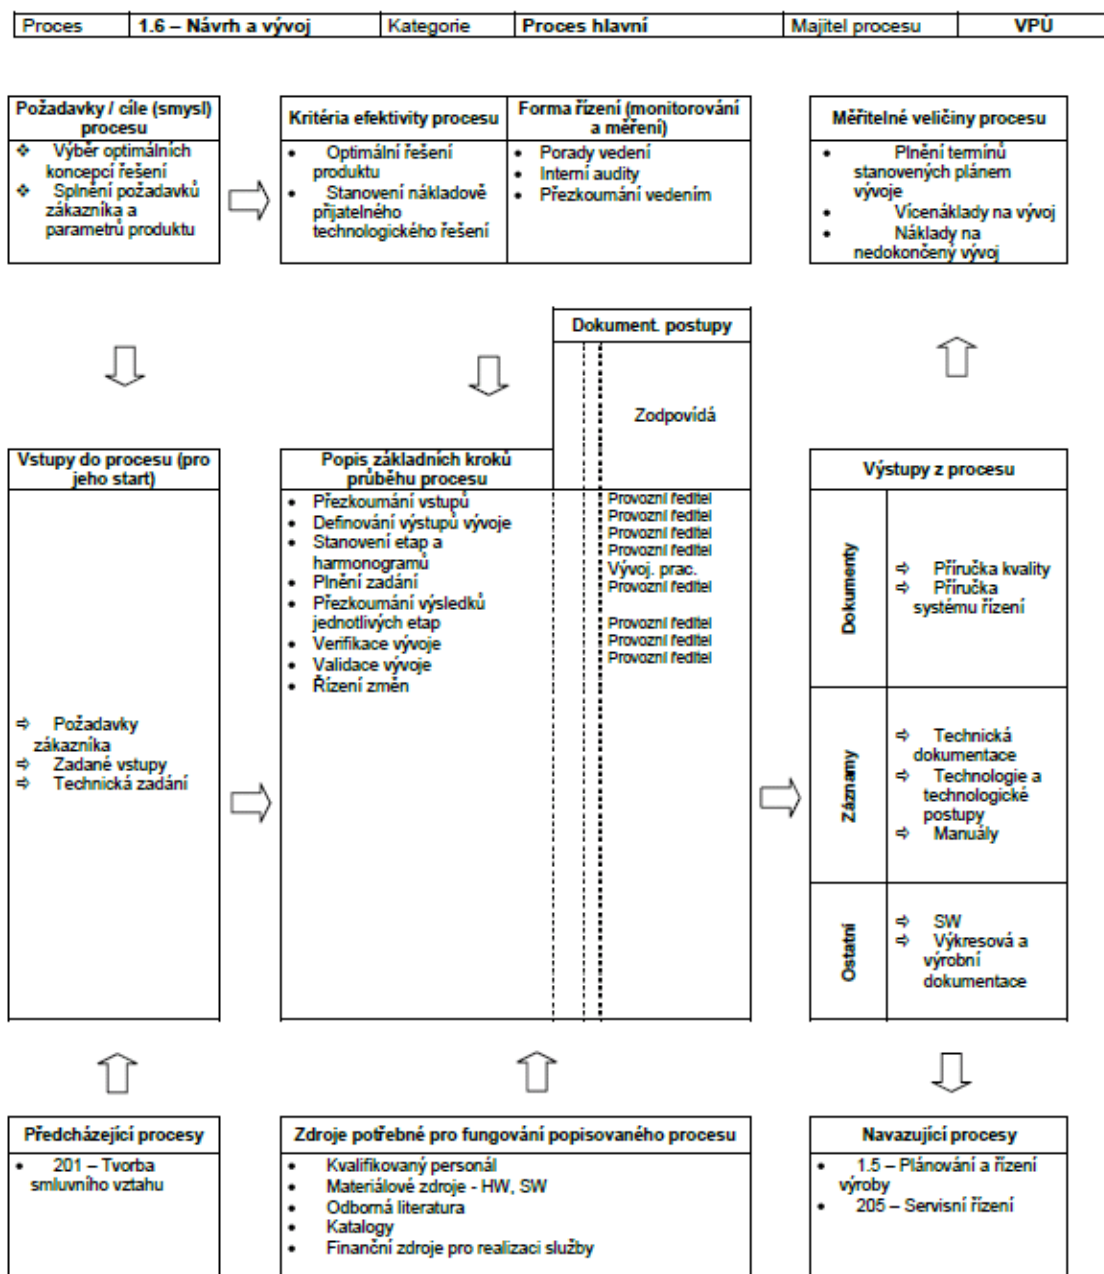 Proces 1.6 – Návrh a vývoj Kategorie Proces hlavní Majitel procesu VPÚ
Požadavky / cíle (smysl)
procesu
❖ Výběr optimálních
koncepcí řešení
❖ Splnění požadavků
zákazníka a
parametrů produktu
Kritéria efektivity procesu
• Optimální řešení
produktu
• Stanovení nákladově
přijatelného
technologického řešení
Forma řízení (monitorování
a měření)
• Porady vedení
• Interní audity
• Přezkoumání vedením
Měřitelné veličiny procesu
• Plnění termínů
stanovených plánem
vývoje
• Vícenáklady na vývoj
• Náklady na
nedokončený vývoj
Dokument. postupy
Zodpovídá
Vstupy do procesu (pro
jeho start)
⇨ Požadavky
zákazníka
⇨ Zadané vstupy
⇨ Technická zadání
Popis základních kroků
průběhu procesu
• Přezkoumání vstupů
• Definování výstupů vývoje
• Stanovení etap a
harmonogramů
• Plnění zadání
• Přezkoumání výsledků
jednotlivých etap
• Verifikace vývoje
• Validace vývoje
• Řízení změn
Provozní ředitel
Provozní ředitel
Provozní ředitel
Provozní ředitel
Vývoj. prac.
Provozní ředitel
Provozní ředitel
Provozní ředitel
Provozní ředitel
Výstupy z procesu
Dokumenty
⇨ Příručka kvality
⇨ Příručka
systému řízení
Záznamy
⇨ Technická
dokumentace
⇨ Technologie a
technologické
postupy
⇨ Manuály
Ostatní
⇨ SW
⇨ Výkresová a
výrobní
dokumentace
Předcházející procesy
• 201 – Tvorba
smluvního vztahu
Zdroje potřebné pro fungování popisovaného procesu
• Kvalifikovaný personál
• Materiálové zdroje - HW, SW
• Odborná literatura
• Katalogy
• Finanční zdroje pro realizaci služby
Navazující procesy
• 1.5 – Plánování a řízení
výroby
• 205 – Servisní řízení